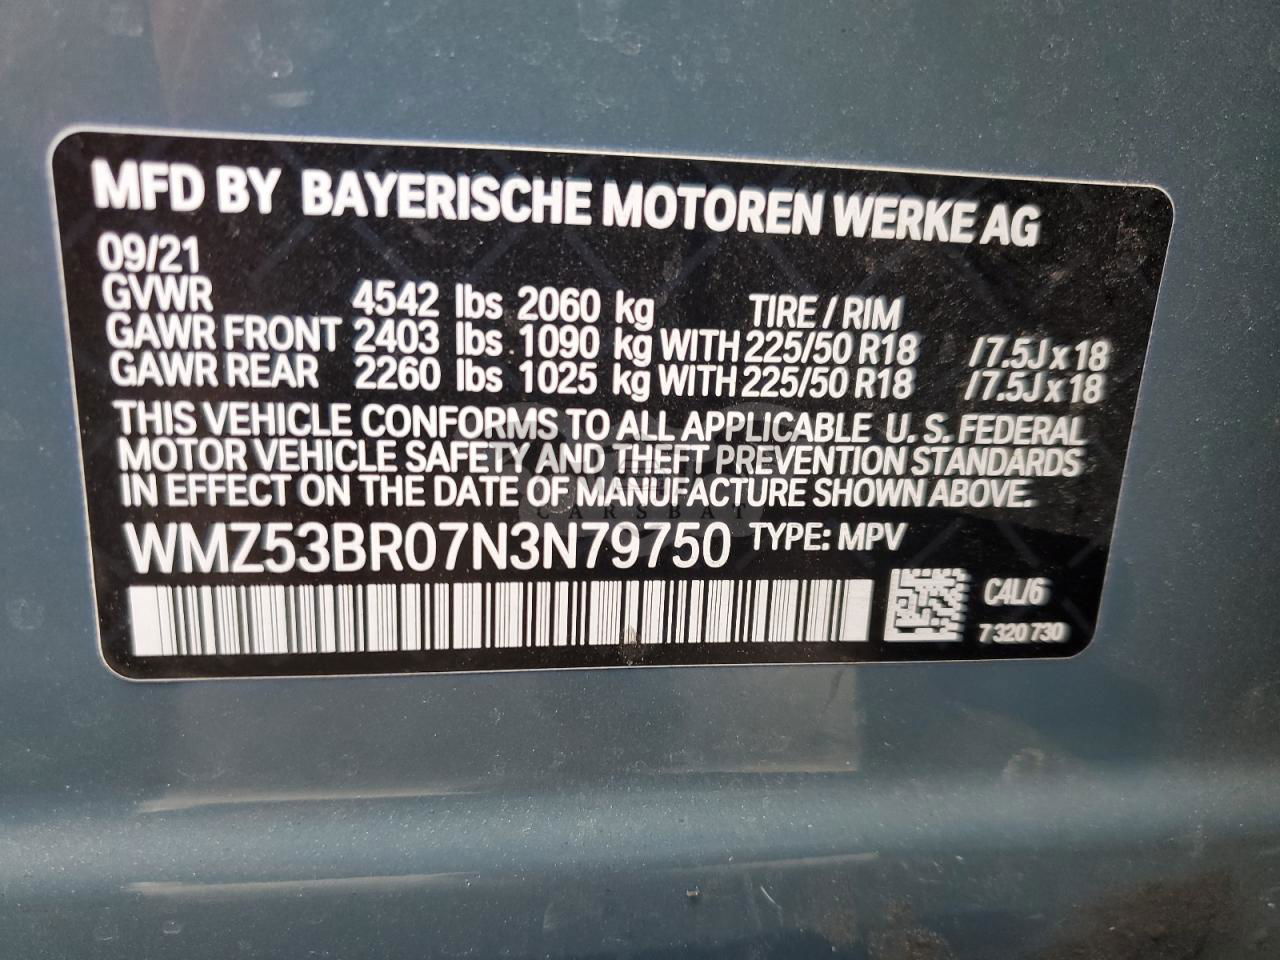 MFD BY BAYERISCHE MOTOREN WERKE AG
09/21
GVWR 4542 lbs 2060 kg TIRE / RIM
GAWR FRONT 2403 lbs 1090 kg WITH 225/50 R18 /7.5J x 18
GAWR REAR 2260 lbs 1025 kg WITH 225/50 R18 /7.5J x 18
THIS VEHICLE CONFORMS TO ALL APPLICABLE U. S. FEDERAL
MOTOR VEHICLE SAFETY AND THEFT PREVENTION STANDARDS
IN EFFECT ON THE DATE OF MANUFACTURE SHOWN ABOVE.
CARSBAT
WMZ53BR07N3N79750 TYPE: MPV
C4L/6
7 320 730